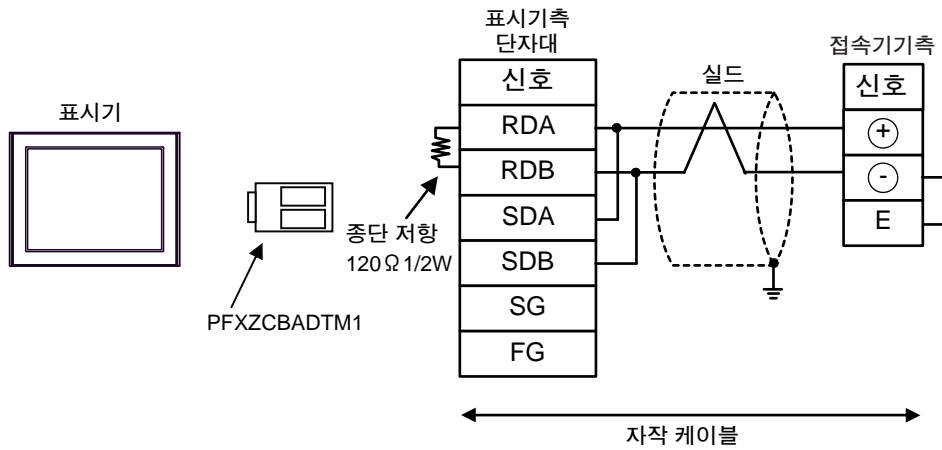 표시기
PFXZCBADTM1
종단 저항
120Ω1/2W
표시기측
단자대
신호
RDA
RDB
SDA
SDB
SG
FG
실드
접속기기측
신호
+
-
E
자작 케이블